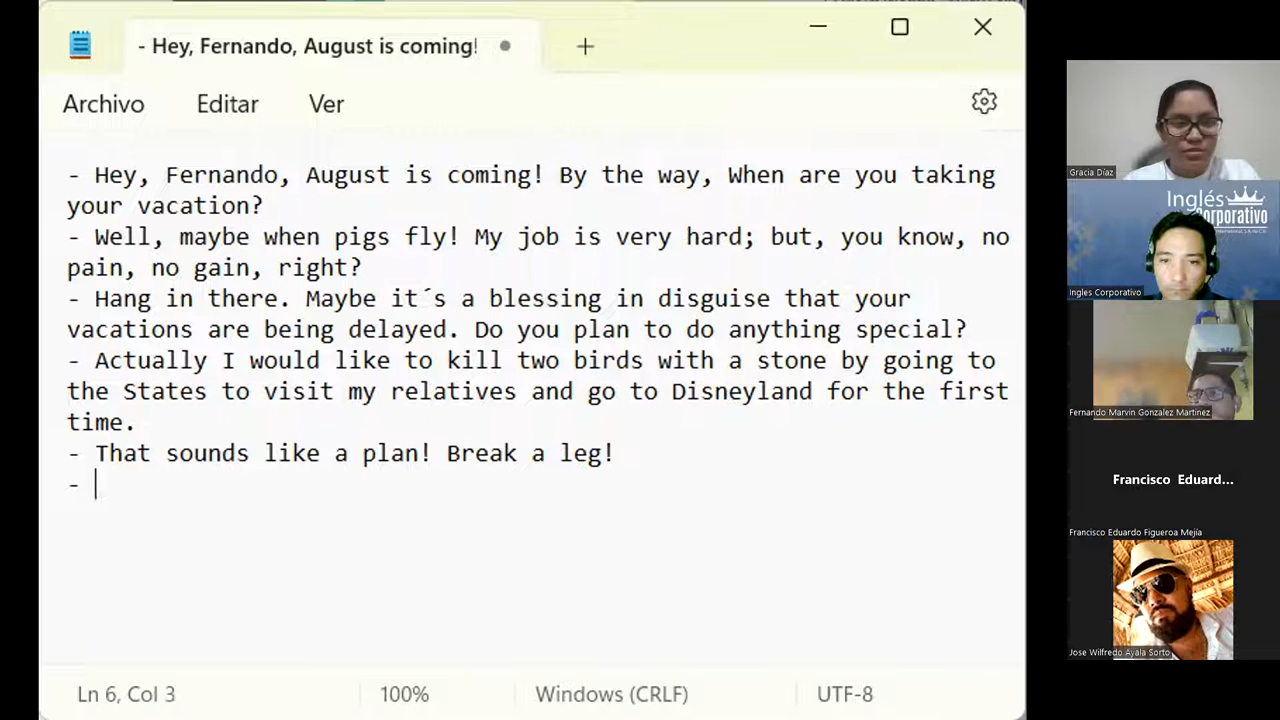 - Hey, Fernando, August is coming!
Archivo Editar Ver
- Hey, Fernando, August is coming! By the way, When are you taking
your vacation?
- Well, maybe when pigs fly! My job is very hard; but, you know, no
pain, no gain, right?
- Hang in there. Maybe it´s a blessing in disguise that your
vacations are being delayed. Do you plan to do anything special?
- Actually I would like to kill two birds with a stone by going to
the States to visit my relatives and go to Disneyland for the first
time.
- That sounds like a plan! Break a leg!
-
Ln 6, Col 3 100% Windows (CRLF) UTF-8
Gracia Díaz
Inglés
Corporativo
Ingles Corporativo
Fernando Marvin Gonzalez Martinez
Francisco Eduard...
Francisco Eduardo Figueroa Mejía
Jose Wilfredo Ayala Sorto